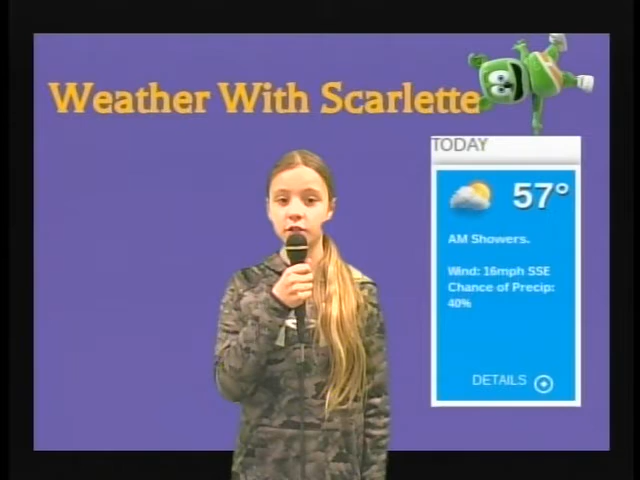 Weather With Scarlette
TODAY
57°
AM Showers.
Wind: 16mph SSE
Chance of Precip:
40%
DETAILS